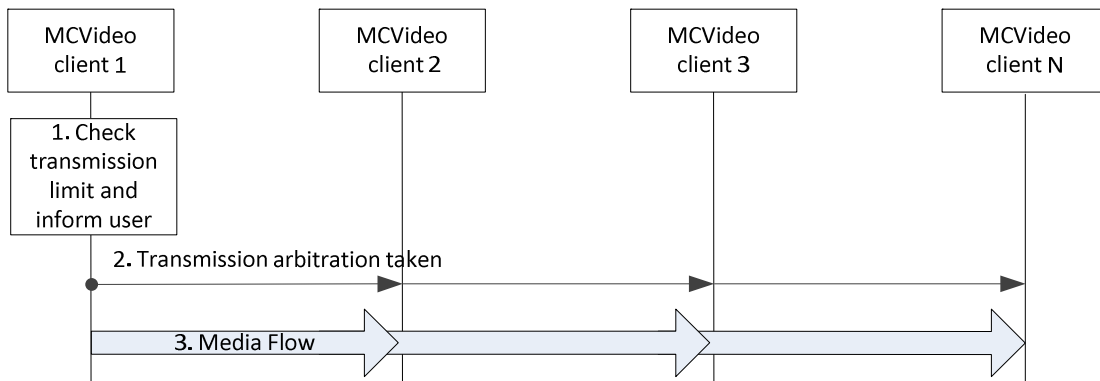 MCVideo
client 1
MCVideo
client 2
MCVideo
client 3
MCVideo
client N
1. Check
transmission
limit and
inform user
2. Transmission arbitration taken
3. Media Flow